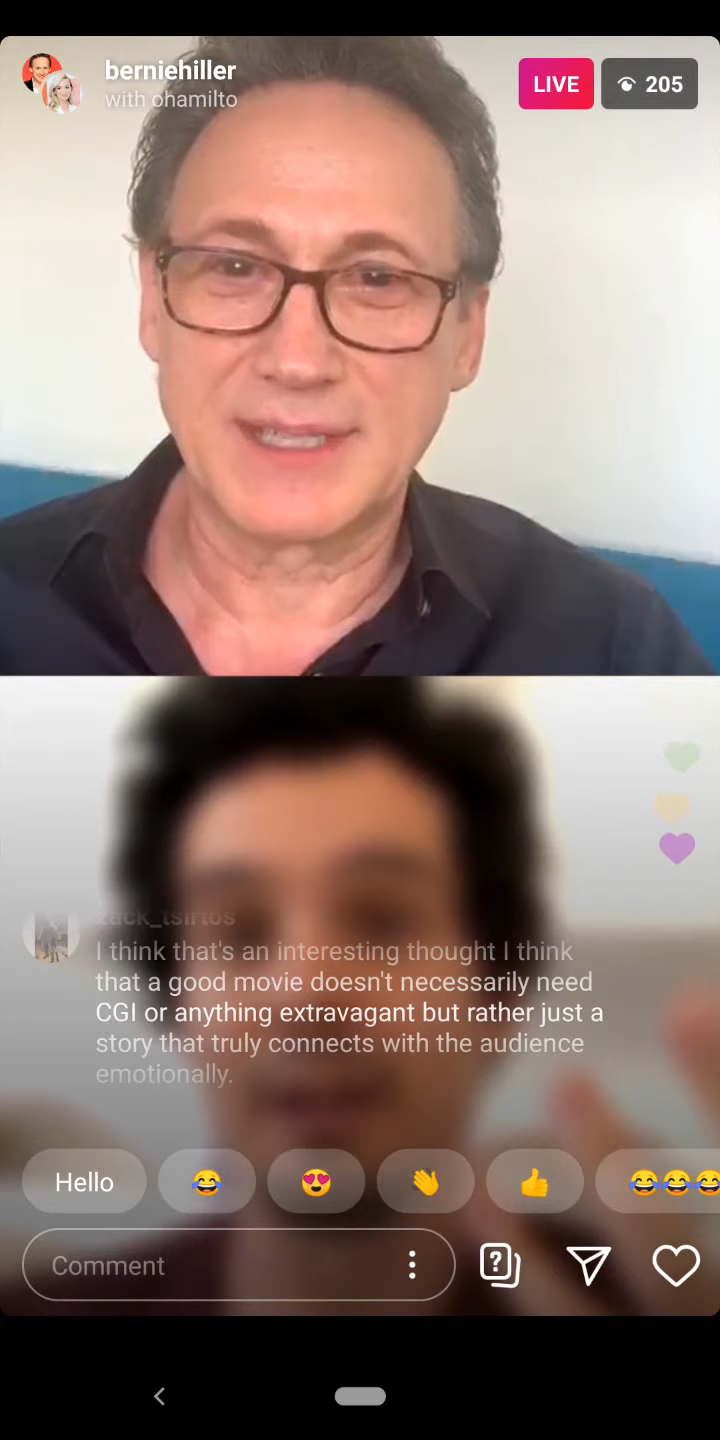 berniehiller
with ohamilto
LIVE
205
zack_tsirtos
I think that's an interesting thought I think
that a good movie doesn't necessarily need
CGI or anything extravagant but rather just a
story that truly connects with the audience
emotionally.
Hello
Comment